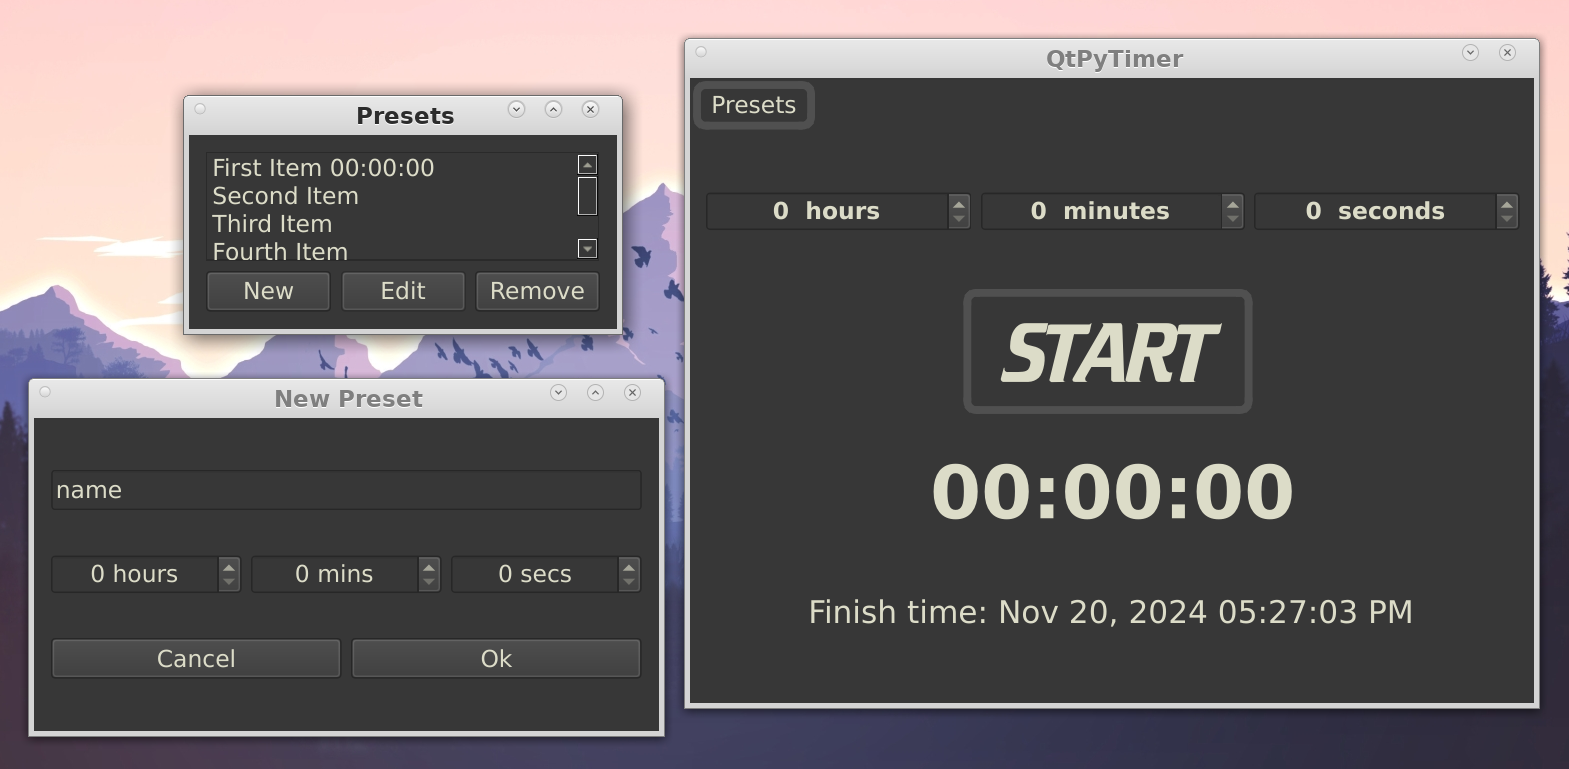 Presets
First Item 00:00:00
Second Item
Third Item
Fourth Item
New Edit Remove
New Preset
name
0 hours 0 mins 0 secs
Cancel Ok
QtPyTimer
Presets
0 hours 0 minutes 0 seconds
START
00:00:00
Finish time: Nov 20, 2024 05:27:03 PM